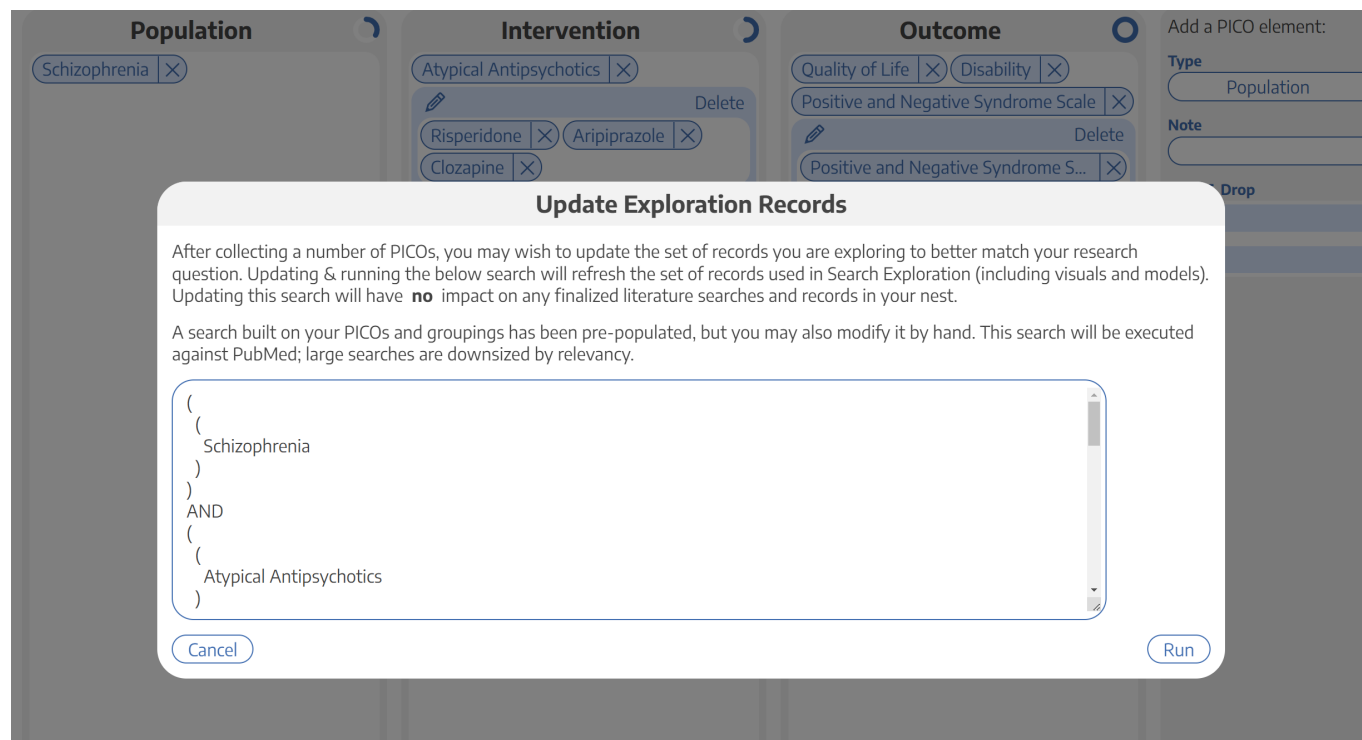 Population
Intervention
Outcome
Add a PICO element:
Schizophrenia
Atypical Antipsychotics
Delete
Risperidone Aripiprazole
Clozapine
Quality of Life Disability
Positive and Negative Syndrome Scale
Delete
Positive and Negative Syndrome S...
Type
Population
Note
Drop
Update Exploration Records
After collecting a number of PICOs, you may wish to update the set of records you are exploring to better match your research
question. Updating & running the below search will refresh the set of records used in Search Exploration (including visuals and models).
Updating this search will have no impact on any finalized literature searches and records in your nest.
A search built on your PICOs and groupings has been pre-populated, but you may also modify it by hand. This search will be executed
against PubMed; large searches are downsized by relevancy.
(
(
Schizophrenia
)
)
AND
(
(
Atypical Antipsychotics
)
Cancel
Run